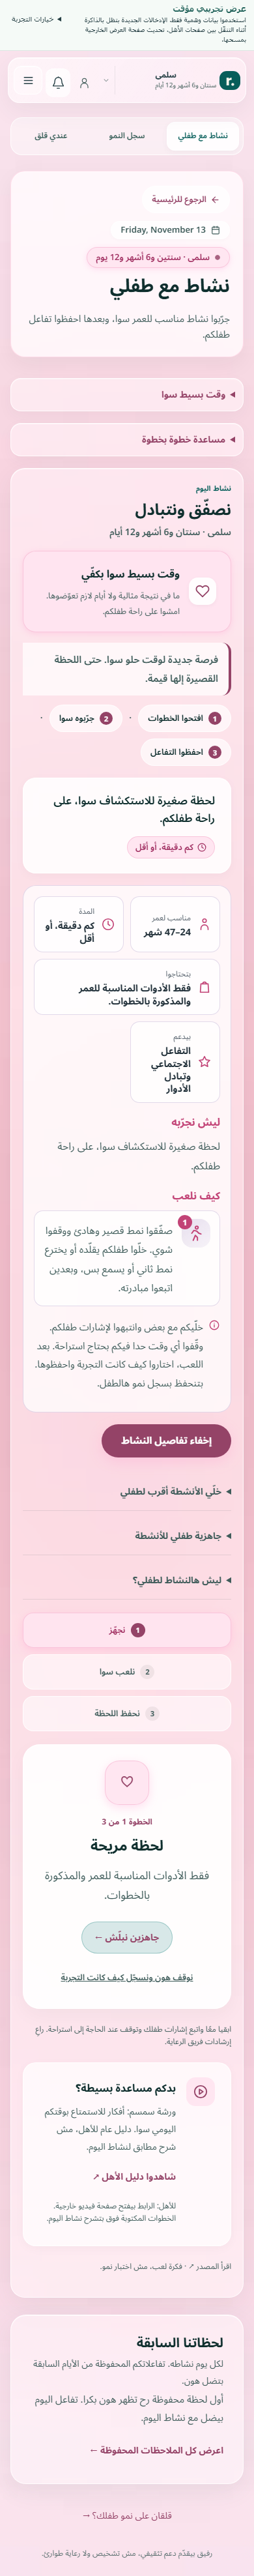 عرض تجريبي مؤقت
استخدموا بيانات وهمية فقط. الإدخالات الجديدة بتظل بالذاكرة
أثناء التنقل بين صفحات الأهل. تحديث صفحة العرض الخارجية
بمسحها.
خيارات التجربة
ر.
سلمى
سنتان و6 أشهر و12 أيام
نشاط مع طفلي
سجل النمو
عندي قلق
الرجوع للرئيسية
Friday, November 13
سلمى · سنتين و6 أشهر و12 يوم
نشاط مع طفلي
جرّبوا نشاط مناسب للعمر سوا، وبعدها احفظوا تفاعل
طفلكم.
وقت بسيط سوا
مساعدة خطوة بخطوة
نشاط اليوم
نصفّق ونتبادل
سلمى · سنتين و6 أشهر و12 أيام
وقت بسيط سوا بكفّي
ما في نتيجة مثالية ولا أيام لازم تعوّضوها.
امشوا على راحة طفلكم.
فرصة جديدة لوقت حلو سوا. حتى اللحظة
القصيرة إلها قيمة.
1 افتحوا الخطوات · 2 جرّبوه سوا ·
3 احفظوا التفاعل
لحظة صغيرة للاستكشاف سوا، على
راحة طفلكم.
كم دقيقة، أو أقل
مناسب لعمر
24–47 شهر
المدة
كم دقيقة، أو
أقل
بتحتاجوا
فقط الأدوات المناسبة للعمر
والمذكورة بالخطوات.
بيدعم
التفاعل
الاجتماعي
وتبادل
الأدوار
ليش نجرّبه
لحظة صغيرة للاستكشاف سوا، على راحة
طفلكم.
كيف نلعب
1
صفّقوا نمط قصير وهادئ ووقفوا
شوي. خلّوا طفلكم يقلّده أو يخترع
نمط ثاني أو يسمع بس، وبعدين
اتبعوا مبادرته.
خلّيكم مع بعض وانتبهوا لإشارات طفلكم.
وقّفوا أي وقت حدا فيكم بحتاج استراحة. بعد
اللعب، اختاروا كيف كانت التجربة واحفظوها.
بتنحفظ بسجل نمو هالطفل.
إخفاء تفاصيل النشاط
خلّي الأنشطة أقرب لطفلي
جاهزية طفلي للأنشطة
ليش هالنشاط لطفلي؟
1 نجهّز
2 نلعب سوا
3 نحفظ اللحظة
الخطوة 1 من 3
لحظة مريحة
فقط الأدوات المناسبة للعمر والمذكورة
بالخطوات.
جاهزين نبلّش ←
نوقف هون ونسجّل كيف كانت التجربة
ابقيا معًا واتبع إشارات طفلك وتوقف عند الحاجة إلى استراحة. راعِ
إرشادات فريق الرعاية.
بدكم مساعدة بسيطة؟
ورشة سمسم: أفكار للاستمتاع بوقتكم
اليومي سوا. دليل عام للأهل، مش
شرح مطابق لنشاط اليوم.
شاهدوا دليل الأهل ↗
للأهل: الرابط بيفتح صفحة فيديو خارجية.
الخطوات المكتوبة فوق بتشرح نشاط اليوم.
اقرأ المصدر ↗ · فكرة لعب، مش اختبار نمو.
لحظاتنا السابقة
لكل يوم نشاطه. تفاعلاتكم المحفوظة من الأيام السابقة
بتضل هون.
أول لحظة محفوظة رح تظهر هون بكرا. تفاعل اليوم
بيضل مع نشاط اليوم.
اعرض كل الملاحظات المحفوظة ←
قلقان على نمو طفلك؟ →
رفيق بيقدّم دعم تثقيفي، مش تشخيص ولا رعاية طوارئ.